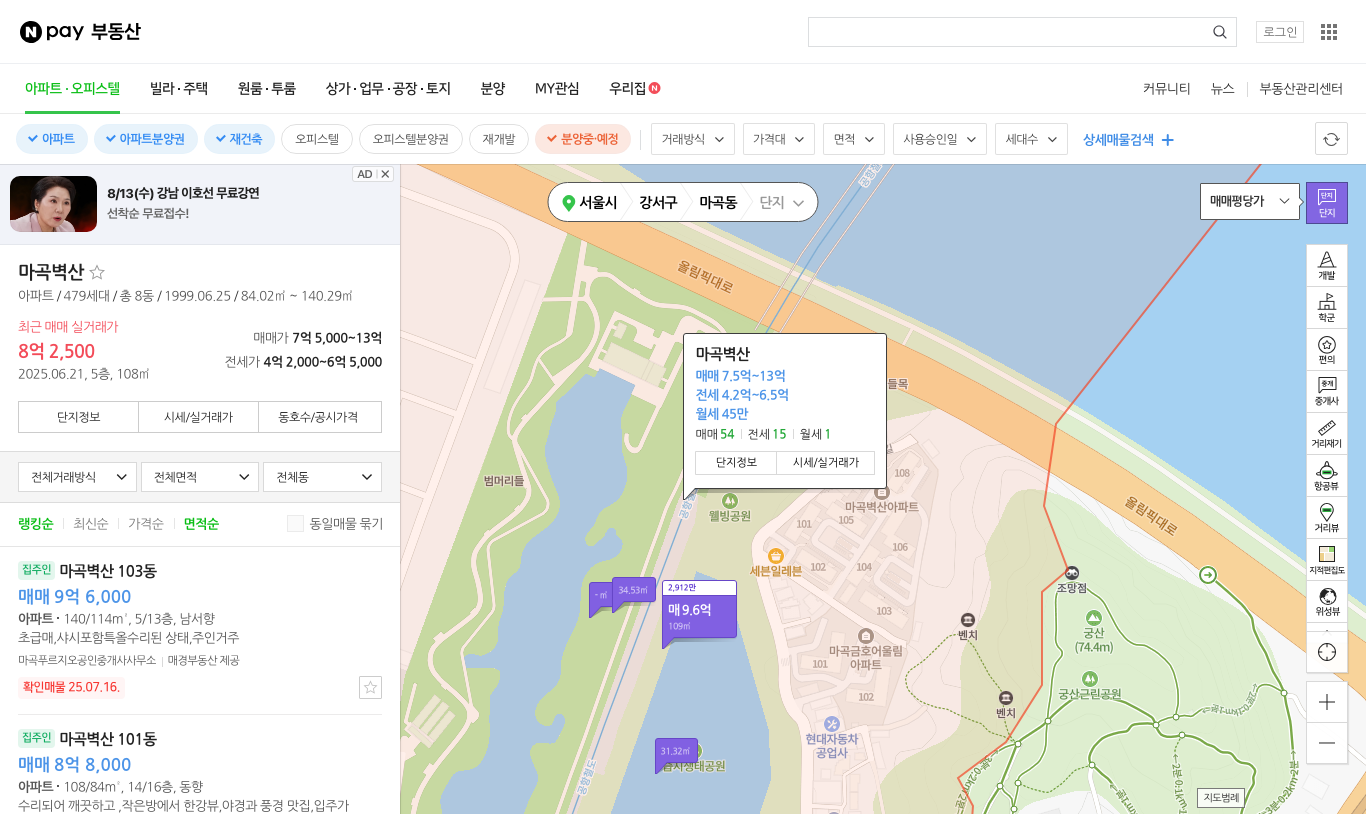 N pay 부동산
로그인
아파트·오피스텔 빌라·주택 원룸·투룸 상가·업무·공장·토지 분양 MY관심 우리집 N
커뮤니티 뉴스 부동산관리센터
아파트 아파트분양권 재건축 오피스텔 오피스텔분양권 재개발 분양중·예정
거래방식 가격대 면적 사용승인일 세대수 상세매물검색
AD
8/13(수) 강남 이호선 무료강연
선착순 무료접수!
마곡벽산
아파트 / 479세대 / 총 8동 / 1999.06.25 / 84.02㎡ ~ 140.29㎡
최근 매매 실거래가
8억 2,500
2025.06.21, 5층, 108㎡
매매가 7억 5,000~13억
전세가 4억 2,000~6억 5,000
단지정보 시세/실거래가 동호수/공시가격
전체거래방식 전체면적 전체동
랭킹순 최신순 가격순 면적순 동일매물 묶기
집주인 마곡벽산 103동
매매 9억 6,000
아파트 · 140/114㎡, 5/13층, 남서향
초급매,샤시포함특올수리된 상태,주인거주
마곡푸르지오공인중개사사무소 매경부동산 제공
확인매물 25.07.16.
집주인 마곡벽산 101동
매매 8억 8,000
아파트 · 108/84㎡, 14/16층, 동향
수리되어 깨끗하고 ,작은방에서 한강뷰,야경과 풍경 맛집,입주가
서울시 강서구 마곡동 단지
매매평당가
단지
단지
개발
학군
편의
중개
중개사
거리재기
항공뷰
거리뷰
지적편집도
위성뷰
지도범례
올림픽대로
올림픽대로
마곡벽산
매매 7.5억~13억
전세 4.2억~6.5억
월세 45만
매매 54 전세 15 월세 1
단지정보 시세/실거래가
들목
길
108
마곡벽산아파트
105
101
106
102
104
103
웰빙공원
세븐일레븐
범머리들
공항철도
- ㎡
34.53㎡
2,912만
매 9.6억
109㎡
31.32㎡
습지생태공원
마곡금호어울림
아파트
101
102
현대자동차
공업사
조망점
벤치
벤치
궁산
(74.4m)
궁산근린공원